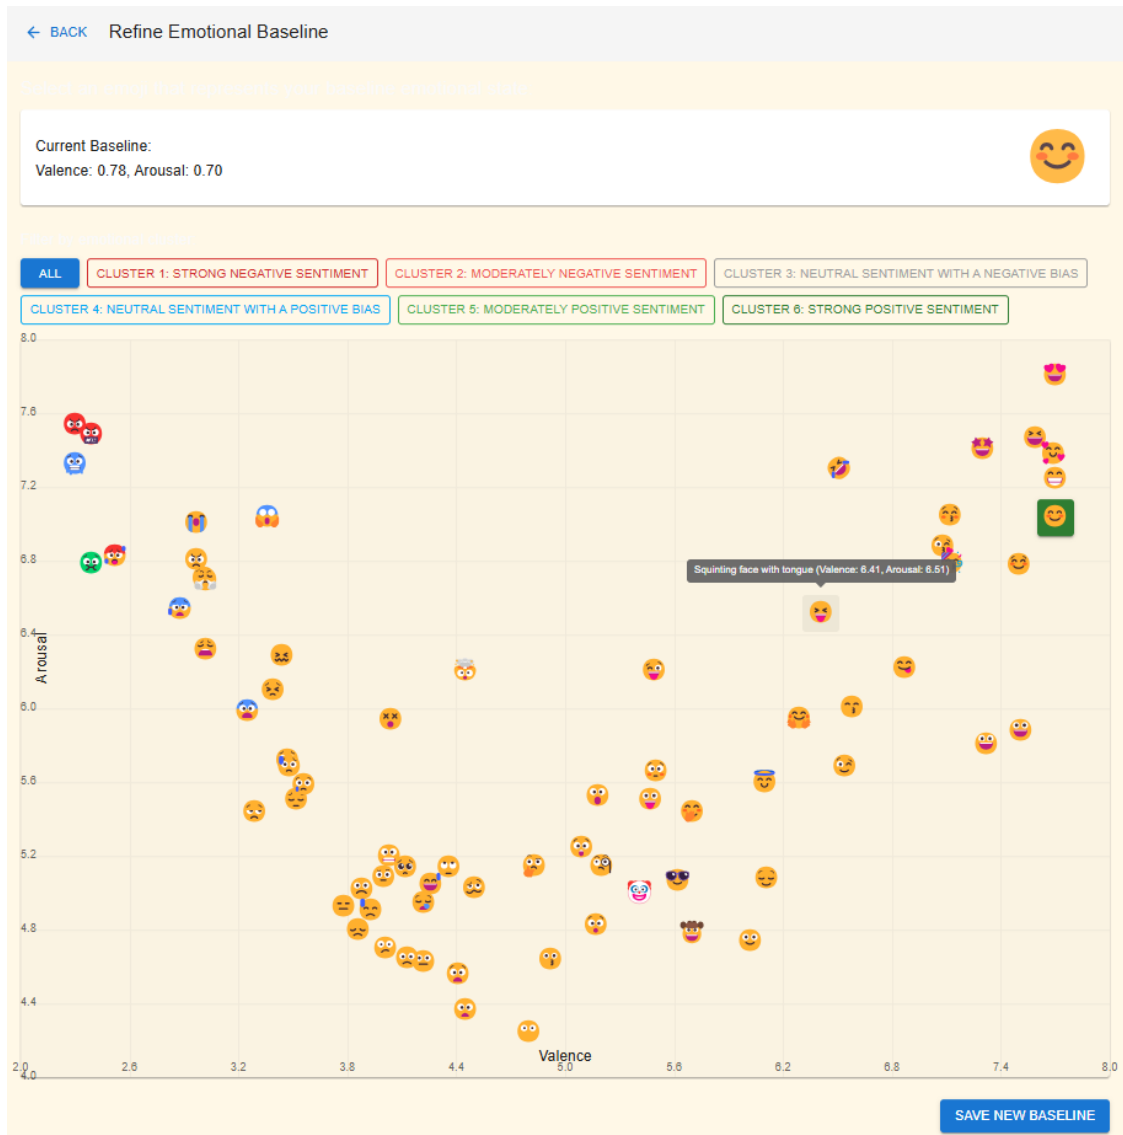 BACK Refine Emotional Baseline
Current Baseline:
Valence: 0.78, Arousal: 0.70
ALL CLUSTER 1: STRONG NEGATIVE SENTIMENT CLUSTER 2: MODERATELY NEGATIVE SENTIMENT CLUSTER 3: NEUTRAL SENTIMENT WITH A NEGATIVE BIAS
CLUSTER 4: NEUTRAL SENTIMENT WITH A POSITIVE BIAS CLUSTER 5: MODERATELY POSITIVE SENTIMENT CLUSTER 6: STRONG POSITIVE SENTIMENT
8.0
7.6
7.2
6.8
Squinting face with tongue (Valence: 6.41, Arousal: 6.51)
6.4
Arousal
6.0
5.6
5.2
4.8
4.4
Valence
2.0 2.6 3.2 3.8 4.4 5.0 5.6 6.2 6.8 7.4 8.0
4.0
SAVE NEW BASELINE